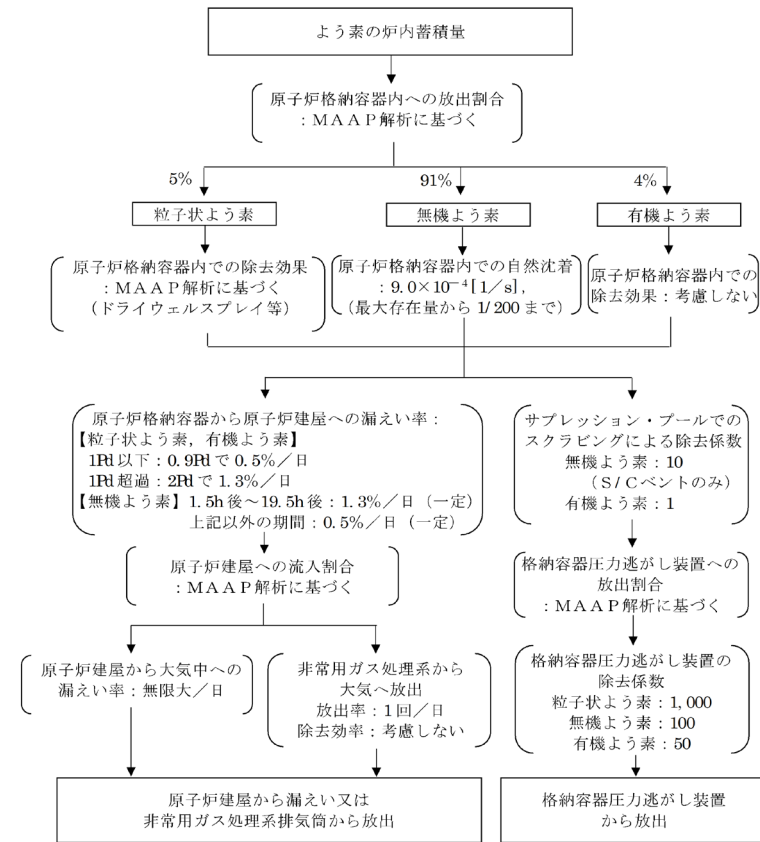 よう素の炉内蓄積量
原子炉格納容器内への放出割合
：ＭＡＡＰ解析に基づく
5%
91%
4%
粒子状よう素
無機よう素
有機よう素
原子炉格納容器内での除去効果
：ＭＡＡＰ解析に基づく
（ドライウェルスプレイ等）
原子炉格納容器内での自然沈着
：9.0×10⁻⁴[1/s]，
（最大存在量から 1/200 まで）
原子炉格納容器内での
除去効果：考慮しない
原子炉格納容器から原子炉建屋への漏えい率：
【粒子状よう素，有機よう素】
1Pd 以下：0.9Pd で 0.5%／日
1Pd 超過：2Pd で 1.3%／日
【無機よう素】1.5h 後～19.5h 後：1.3%／日（一定）
上記以外の期間：0.5%／日（一定）
サプレッション・プールでの
スクラビングによる除去係数
無機よう素：10
（S/Cベントのみ）
有機よう素：1
原子炉建屋への流入割合
：ＭＡＡＰ解析に基づく
格納容器圧力逃がし装置への
放出割合
：ＭＡＡＰ解析に基づく
原子炉建屋から大気中への
漏えい率：無限大／日
非常用ガス処理系から
大気へ放出
放出率：1 回／日
除去効率：考慮しない
格納容器圧力逃がし装置の
除去係数
粒子状よう素：1,000
無機よう素：100
有機よう素：50
原子炉建屋から漏えい又は
非常用ガス処理系排気筒から放出
格納容器圧力逃がし装置
から放出